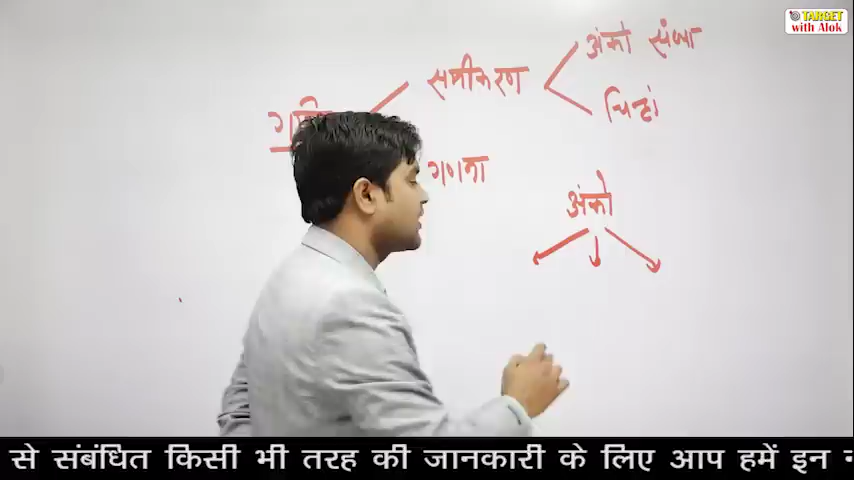 TARGET
with Alok
अंको संख्या
समीकरण
चिन्हों
गणना
अंको
से संबंधित किसी भी तरह की जानकारी के लिए आप हमें इन